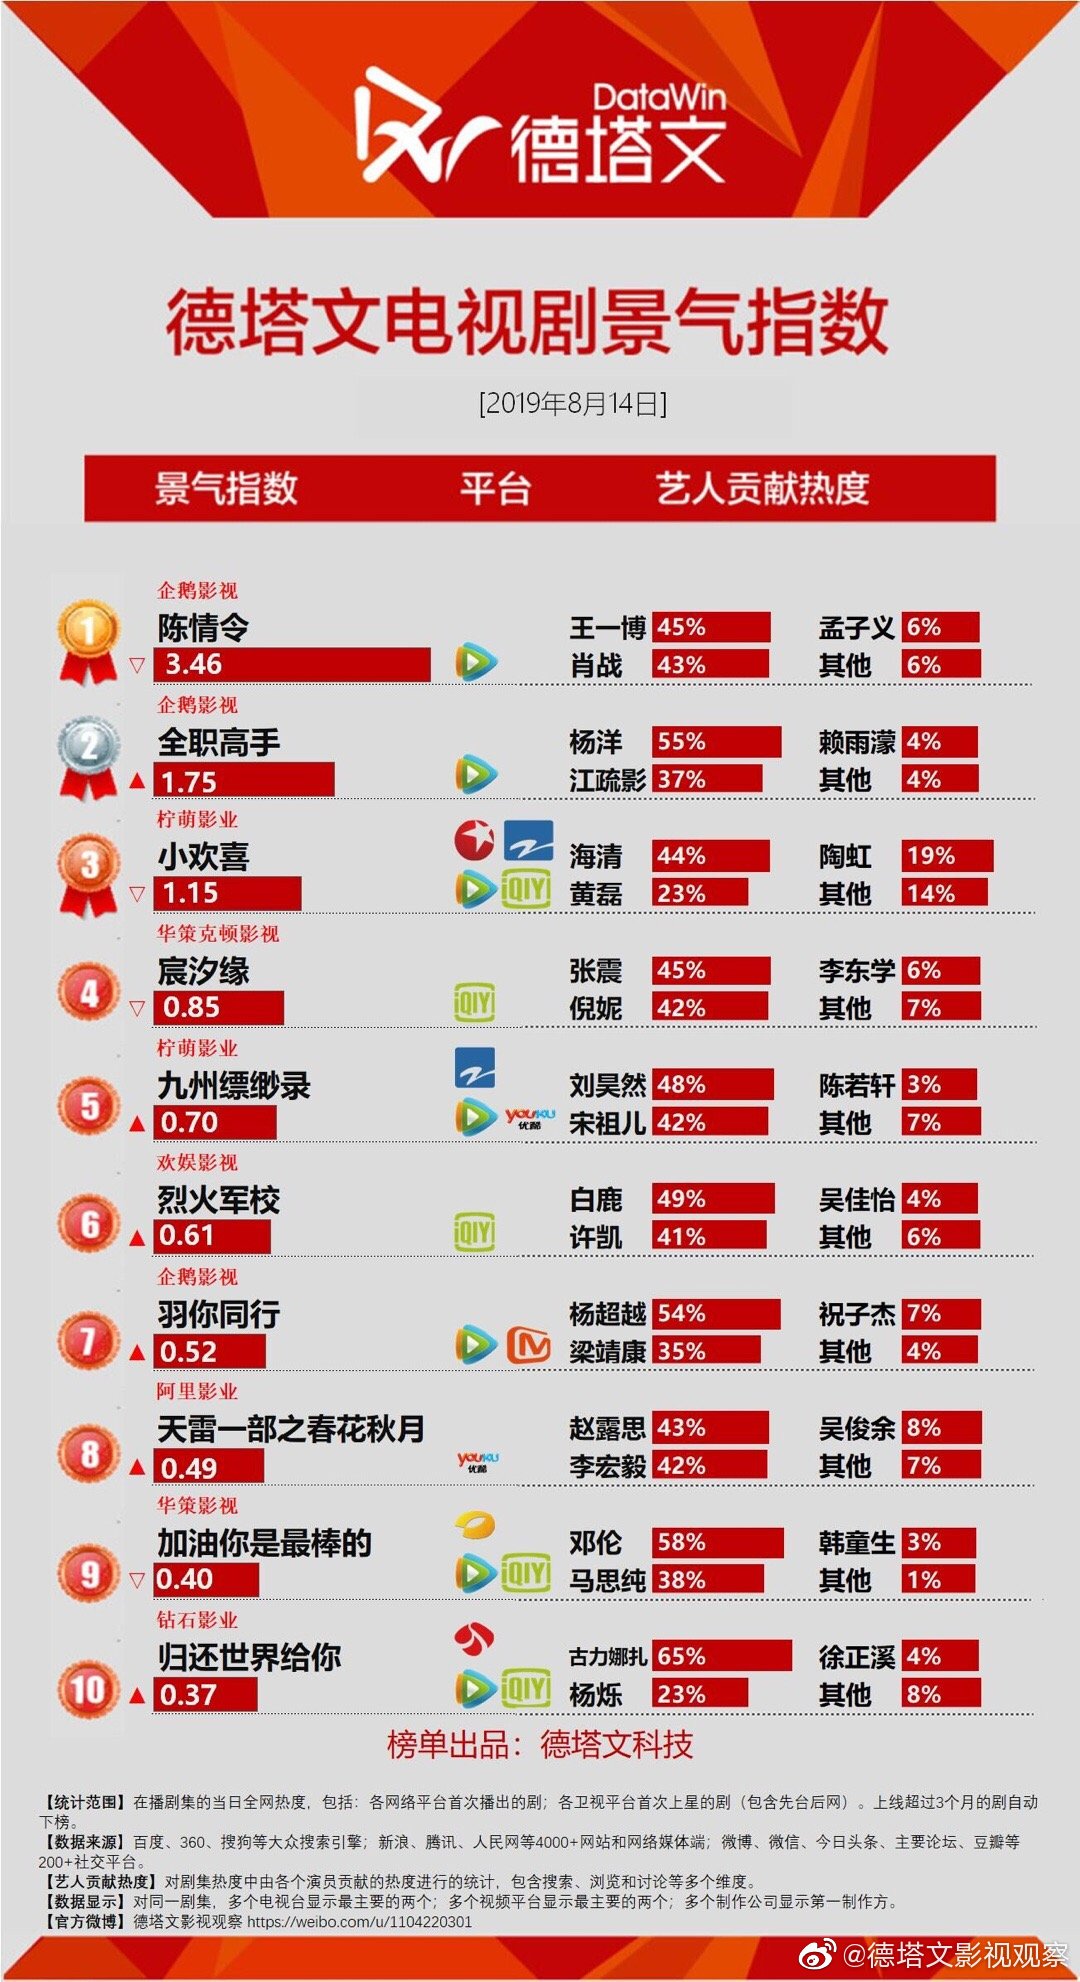 DataWin
德塔文
德塔文电视剧景气指数
[2019年8月14日]
景气指数 平台 艺人贡献热度
企鹅影视
1 陈情令 王一博 45% 孟子义 6%
▽ 3.46 肖战 43% 其他 6%
企鹅影视
2 全职高手 杨洋 55% 赖雨濛 4%
▲ 1.75 江疏影 37% 其他 4%
柠萌影业
3 小欢喜 海清 44% 陶虹 19%
▽ 1.15 iQIYI 黄磊 23% 其他 14%
华策克顿影视
4 宸汐缘 张震 45% 李东学 6%
▽ 0.85 iQIYI 倪妮 42% 其他 7%
柠萌影业
5 九州缥缈录 刘昊然 48% 陈若轩 3%
▲ 0.70 YOUKU 优酷 宋祖儿 42% 其他 7%
欢娱影视
6 烈火军校 白鹿 49% 吴佳怡 4%
▲ 0.61 iQIYI 许凯 41% 其他 6%
企鹅影视
7 羽你同行 杨超越 54% 祝子杰 7%
▲ 0.52 梁靖康 35% 其他 4%
阿里影业
8 天雷一部之春花秋月 赵露思 43% 吴俊余 8%
▲ 0.49 YOUKU 优酷 李宏毅 42% 其他 7%
华策影视
9 加油你是最棒的 邓伦 58% 韩童生 3%
▽ 0.40 iQIYI 马思纯 38% 其他 1%
钻石影业
10 归还世界给你 古力娜扎 65% 徐正溪 4%
▲ 0.37 iQIYI 杨烁 23% 其他 8%
榜单出品：德塔文科技
【统计范围】在播剧集的当日全网热度，包括：各网络平台首次播出的剧；各卫视平台首次上星的剧（包含先台后网）。上线超过3个月的剧自动
下榜。
【数据来源】百度、360、搜狗等大众搜索引擎；新浪、腾讯、人民网等4000+网站和网络媒体端；微博、微信、今日头条、主要论坛、豆瓣等
200+社交平台。
【艺人贡献热度】对剧集热度中由各个演员贡献的热度进行的统计，包含搜索、浏览和讨论等多个维度。
【数据显示】对同一剧集，多个电视台显示最主要的两个；多个视频平台显示最主要的两个；多个制作公司显示第一制作方。
【官方微博】德塔文影视观察 https://weibo.com/u/1104220301
@德塔文影视观察